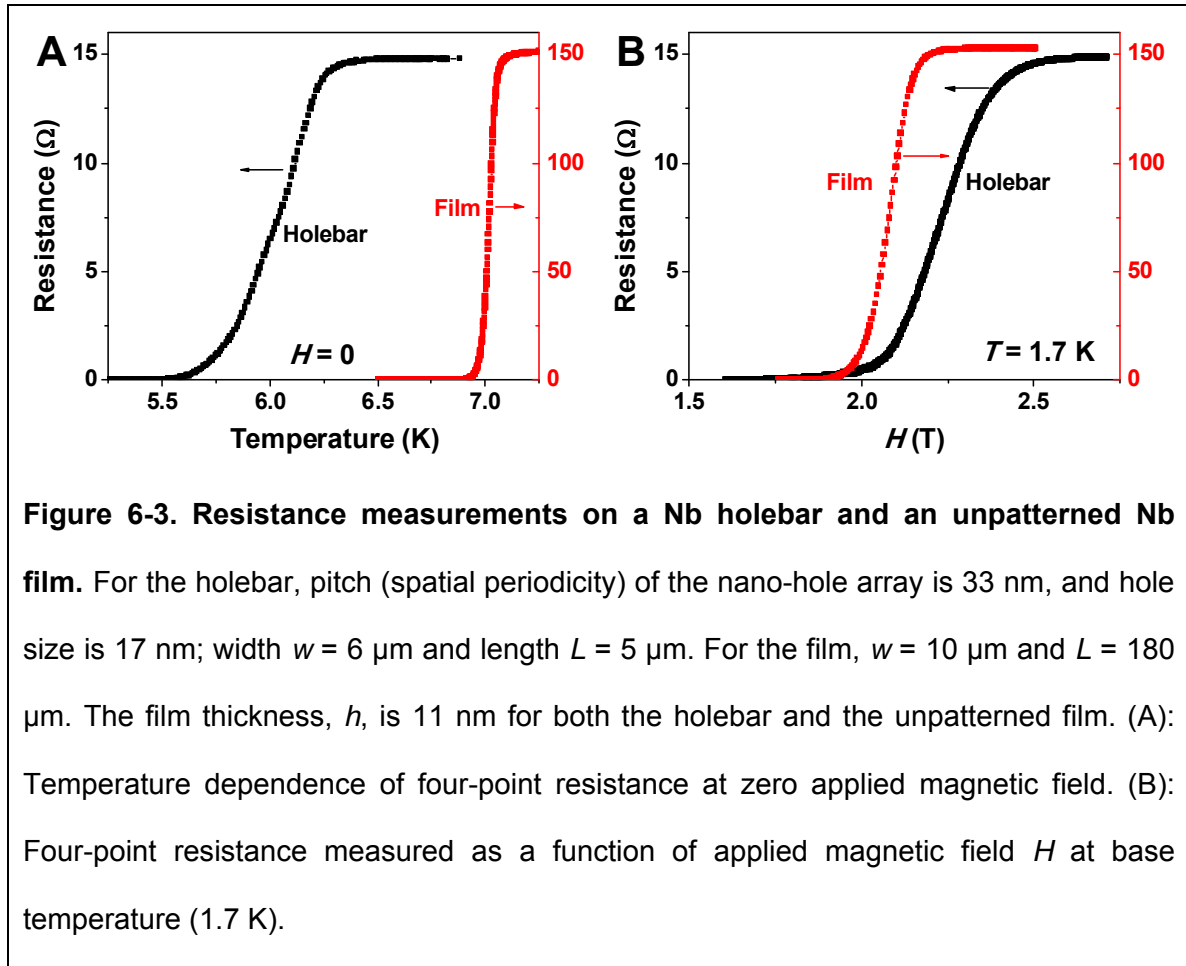 A
B
15
10
5
0
Resistance (Ω)
150
100
50
0
Film
Holebar
H = 0
5.5 6.0 6.5 7.0
Temperature (K)
15
10
5
0
Resistance (Ω)
150
100
50
0
Film
Holebar
T = 1.7 K
1.5 2.0 2.5
H (T)
Figure 6-3. Resistance measurements on a Nb holebar and an unpatterned Nb
film. For the holebar, pitch (spatial periodicity) of the nano-hole array is 33 nm, and hole
size is 17 nm; width w = 6 µm and length L = 5 µm. For the film, w = 10 µm and L = 180
µm. The film thickness, h, is 11 nm for both the holebar and the unpatterned film. (A):
Temperature dependence of four-point resistance at zero applied magnetic field. (B):
Four-point resistance measured as a function of applied magnetic field H at base
temperature (1.7 K).